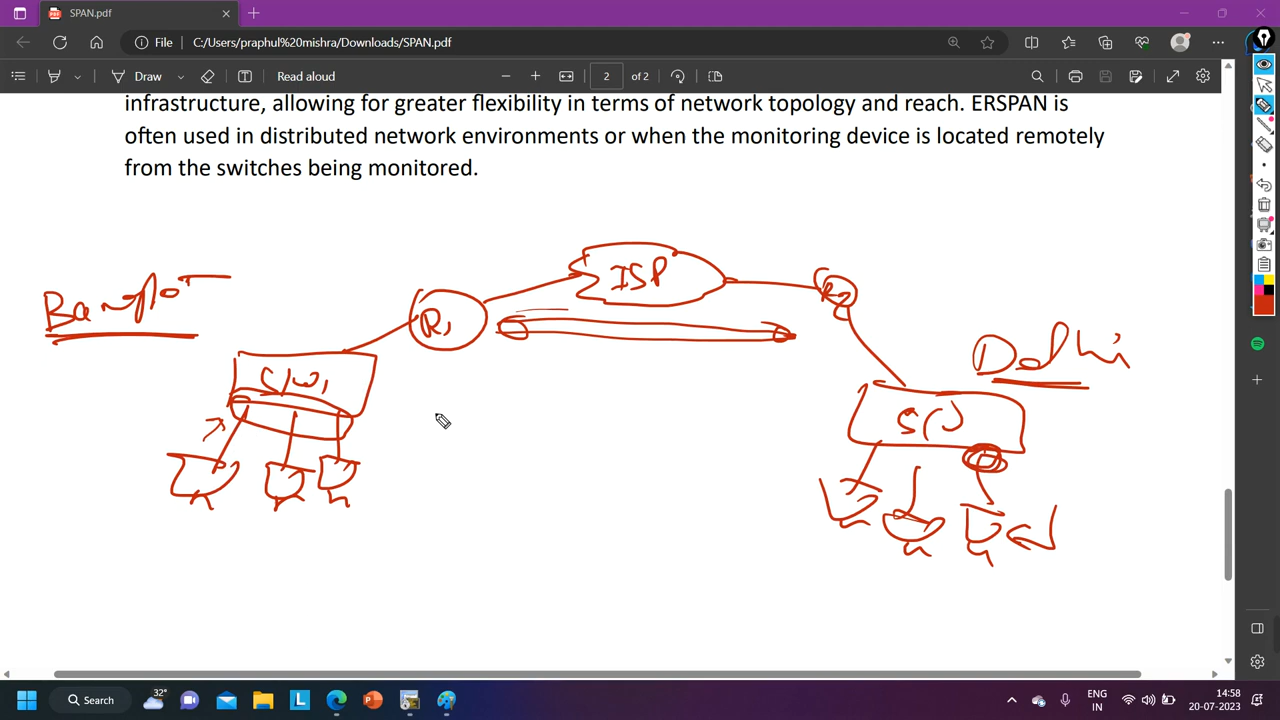 SPAN.pdf
File
C:/Users/praphul%20mishra/Downloads/SPAN.pdf
Draw
Read aloud
2
of 2
infrastructure, allowing for greater flexibility in terms of network topology and reach. ERSPAN is
often used in distributed network environments or when the monitoring device is located remotely
from the switches being monitored.
ISP
R2
R1
Delhi
S/W1
32°
Search
ENG
IN
14:58
20-07-2023